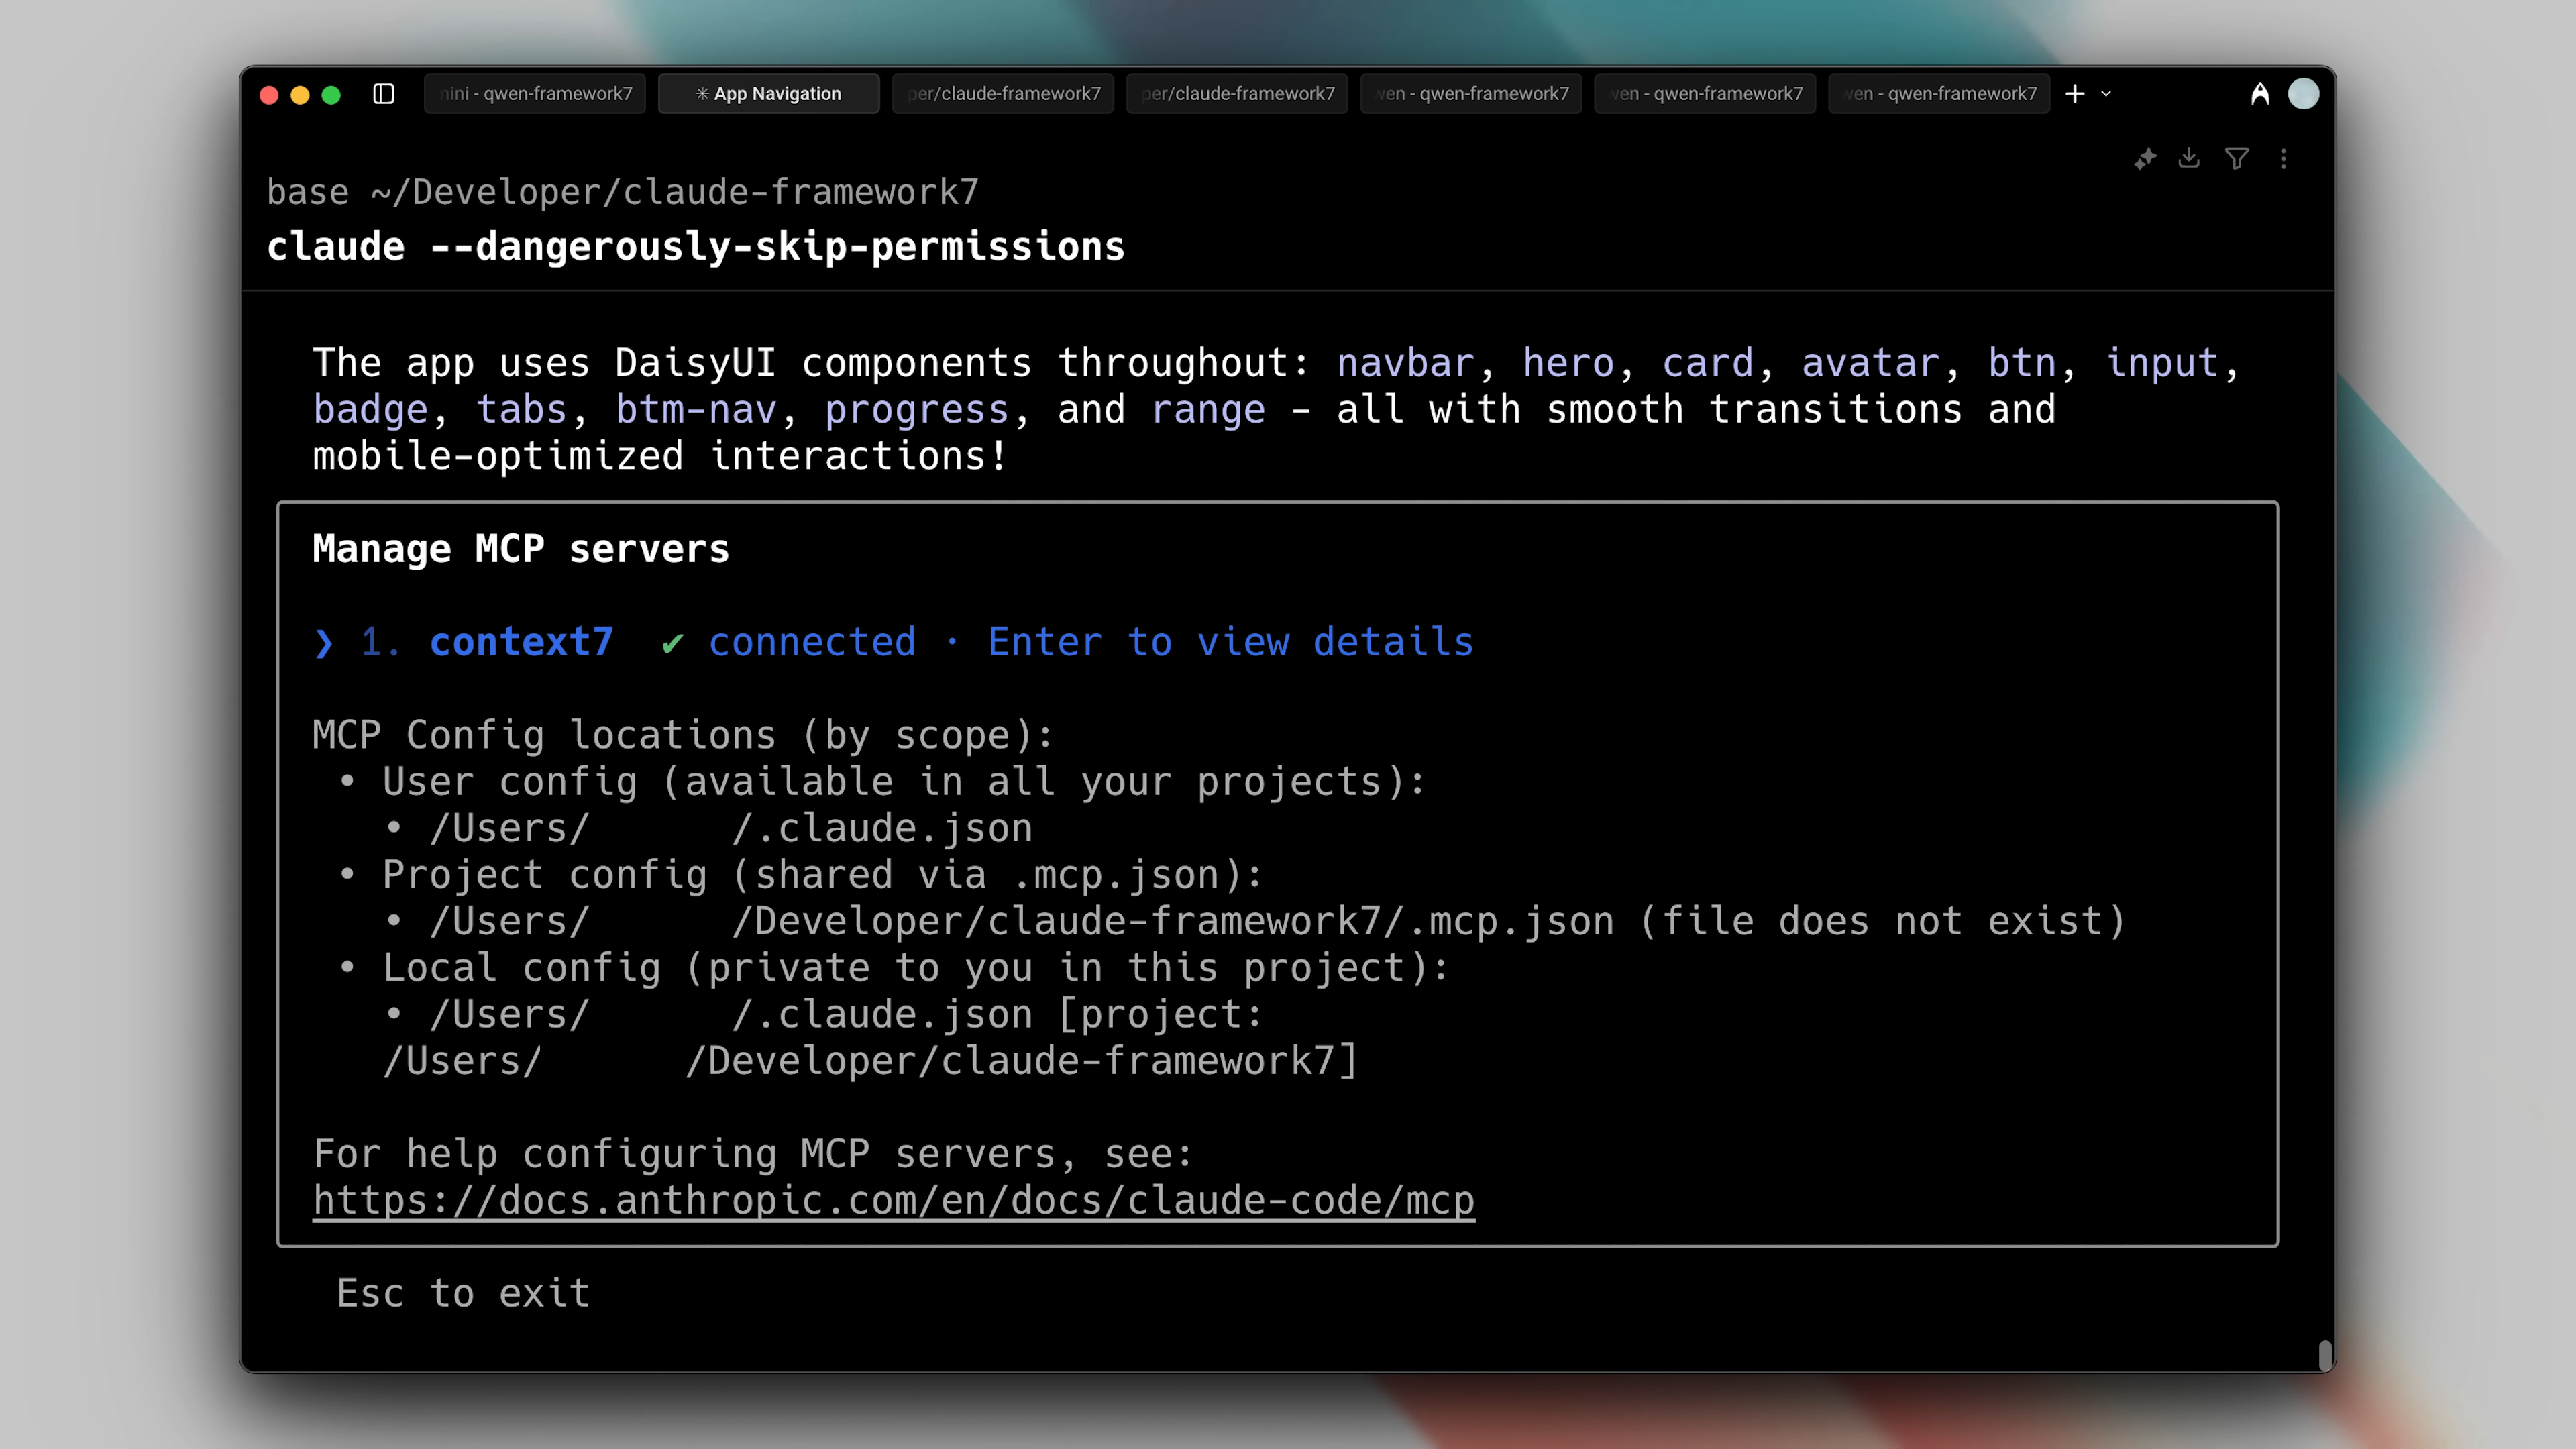 nini - qwen-framework7
✳ App Navigation
per/claude-framework7
per/claude-framework7
wen - qwen-framework7
wen - qwen-framework7
wen - qwen-framework7
base ~/Developer/claude-framework7
claude --dangerously-skip-permissions
The app uses DaisyUI components throughout: navbar, hero, card, avatar, btn, input,
badge, tabs, btm-nav, progress, and range - all with smooth transitions and
mobile-optimized interactions!
Manage MCP servers
❯ 1. context7 ✔ connected · Enter to view details
MCP Config locations (by scope):
• User config (available in all your projects):
• /Users/ /.claude.json
• Project config (shared via .mcp.json):
• /Users/ /Developer/claude-framework7/.mcp.json (file does not exist)
• Local config (private to you in this project):
• /Users/ /.claude.json [project:
/Users/ /Developer/claude-framework7]
For help configuring MCP servers, see:
https://docs.anthropic.com/en/docs/claude-code/mcp
Esc to exit